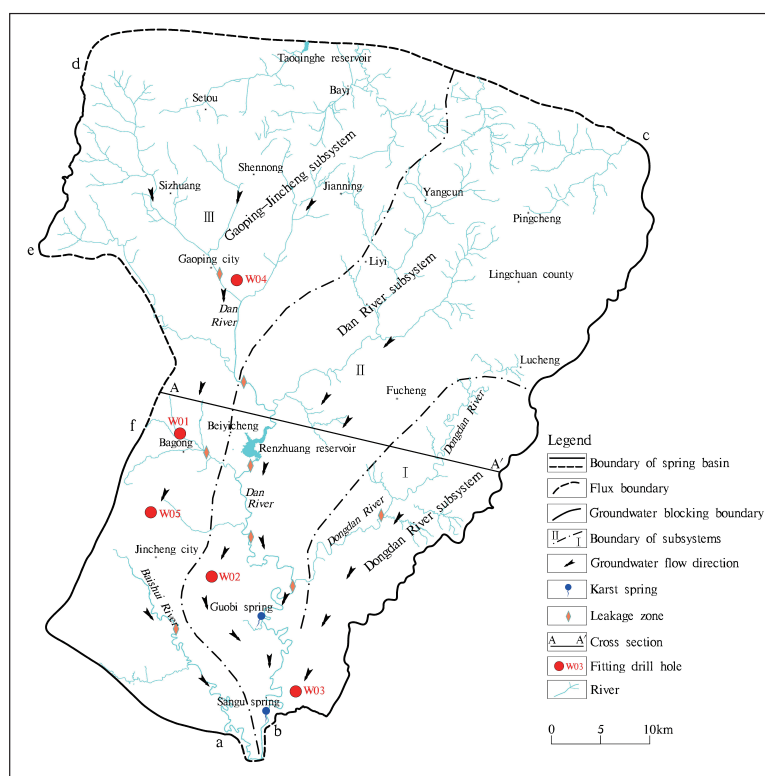 d
Taoqinghe reservoir
Bayi
Setou
c
Shennong
Sizhuang
Jianning
Yangcun
Gaoping-Jincheng subsystem
Pingcheng
III
e
Gaoping city
Liyi
W04
Lingchuan county
Dan River subsystem
Dan
River
Lucheng
II
A
Fucheng
W01
f
Beiyicheng
Dongdan River
Bagong
Renzhuang reservoir
A′
I
Dan
River
W05
Dongdan River
Dongdan River subsystem
Jincheng city
W02
Baishui River
Guobi spring
W03
Sangu spring
a
b
Legend
Boundary of spring basin
Flux boundary
Groundwater blocking boundary
II I Boundary of subsystems
Groundwater flow direction
Karst spring
Leakage zone
A A′ Cross section
W03 Fitting drill hole
River
0 5 10km